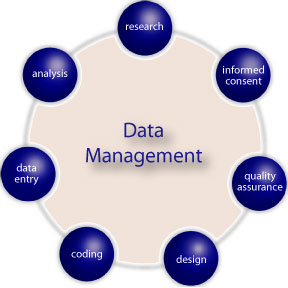 research
informed
consent
quality
assurance
design
coding
data
entry
analysis
Data
Management